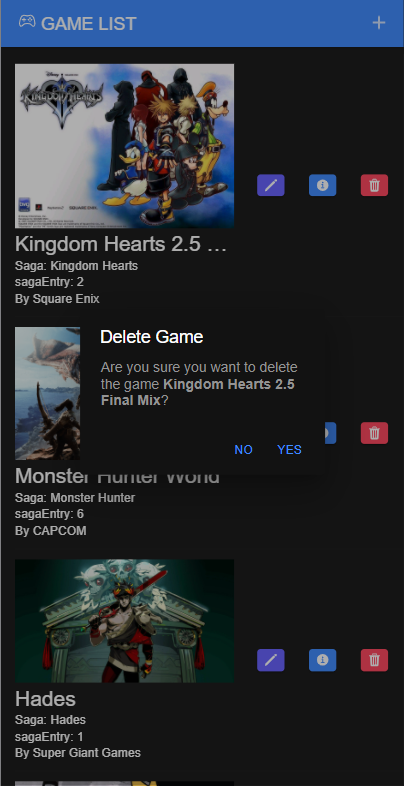 GAME LIST
KINGDOM HEARTS
Kingdom Hearts 2.5 ...
Saga: Kingdom Hearts
sagaEntry: 2
By Square Enix
Delete Game
Are you sure you want to delete
the game Kingdom Hearts 2.5
Final Mix?
NO YES
Monster Hunter World
Saga: Monster Hunter
sagaEntry: 6
By CAPCOM
Hades
Saga: Hades
sagaEntry: 1
By Super Giant Games